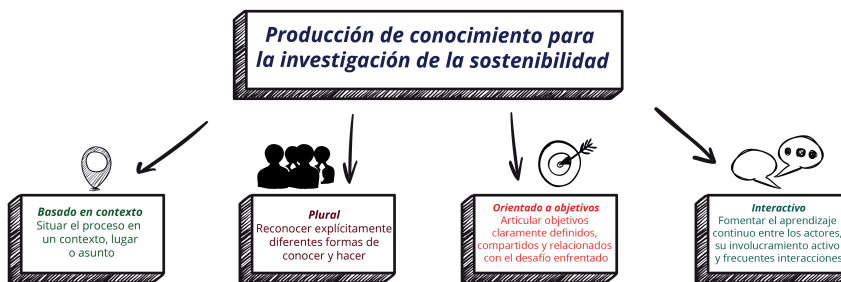 Producción de conocimiento para
la investigación de la sostenibilidad
Basado en contexto
Situar el proceso en
un contexto, lugar
o asunto
Plural
Reconocer explícitamente
diferentes formas de
conocer y hacer
Orientado a objetivos
Articular objetivos
claramente definidos,
compartidos y relacionados
con el desafío enfrentado
Interactivo
Fomentar el aprendizaje
continuo entre los actores,
su involucramiento activo
y frecuentes interacciones